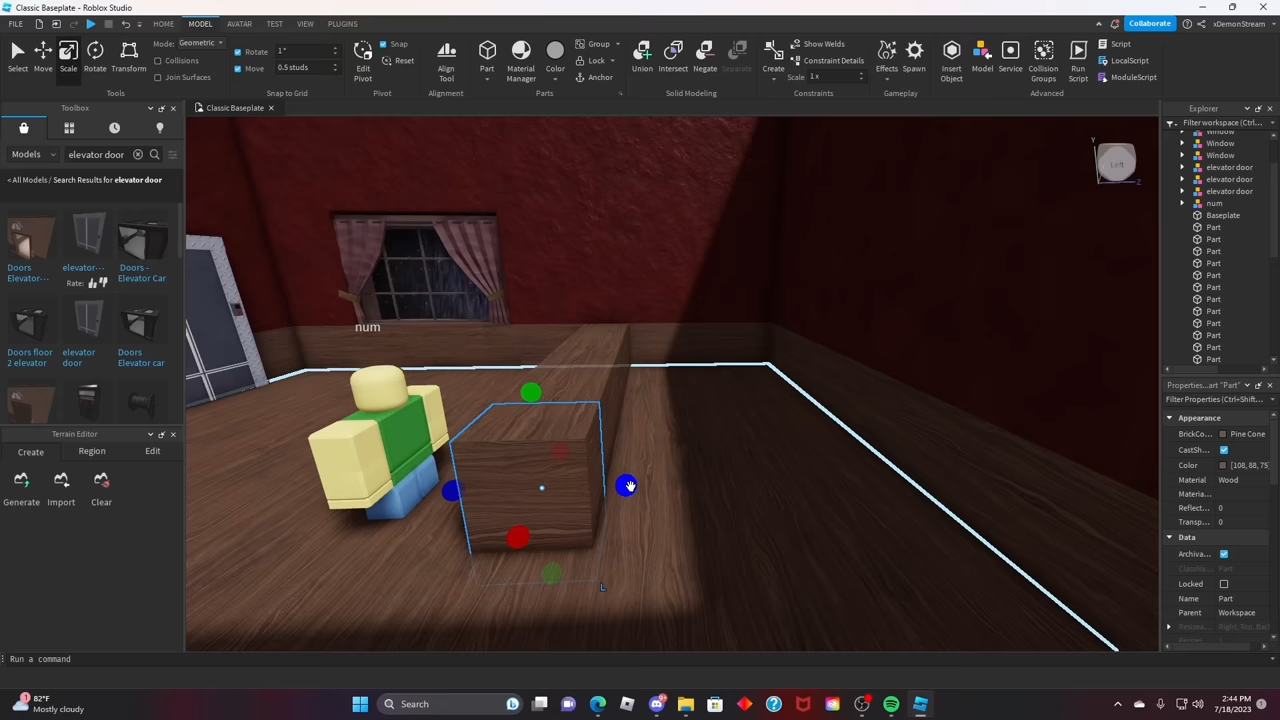 Classic Baseplate - Roblox Studio
FILE HOME MODEL AVATAR TEST VIEW PLUGINS Collaborate xDemonStream
Select Move Scale Rotate Transform
Mode: Geometric
Collisions
Join Surfaces
Tools
Rotate 1 °
Move 0.5 studs
Snap to Grid
Edit Pivot
Snap
Reset
Pivot
Align Tool
Alignment
Part Material Manager Color
Group
Lock
Anchor
Parts
Union Intersect Negate Separate
Solid Modeling
Create
Show Welds
Constraint Details
Scale 1 x
Constraints
Effects Spawn
Gameplay
Insert Object Model Service Collision Groups Run Script
Script
LocalScript
ModuleScript
Advanced
Toolbox
Models elevator door
< All Models / Search Results for elevator door
Doors Elevator··· elevator··· Doors - Elevator Car
Rate:
Doors floor 2 elevator elevator door Doors Elevator car
Terrain Editor
Create Region Edit
Generate Import Clear
Classic Baseplate
num
Left
Y
Z
L
Explorer
Filter workspace (Ctrl...
Window
Window
Window
elevator door
elevator door
elevator door
num
Baseplate
Part
Part
Part
Part
Part
Part
Part
Part
Part
Part
Part
Part
Properties...art "Part"
Filter Properties (Ctrl+Shift...
Appearance
BrickCo... Pine Cone
CastSh...
Color [108, 88, 75]
Material Wood
Materia...
Reflect... 0
Transp... 0
Data
Archiva...
Locked
Name Part
Parent Workspace
Run a command
1
82°F
Mostly cloudy
Search
2:44 PM
7/18/2023